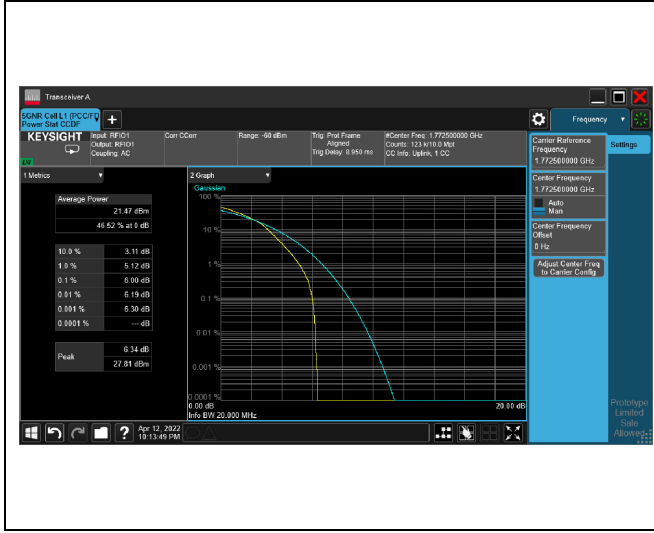 Transceiver A
5GNR Cell L1 (PCC/FD
Power Stat CCDF
Frequency
KEYSIGHT
Input: RFIO1
Output: RFIO1
Coupling: AC
Corr CCorr
Range: -60 dBm
Trig: Prot Frame
Aligned
Trig Delay: 8.950 ms
#Center Freq: 1.772500000 GHz
Counts: 123 k/10.0 Mpt
CC Info: Uplink, 1 CC
Carrier Reference
Frequency
1.772500000 GHz
Settings
1 Metrics
2 Graph
Gaussian
Center Frequency
1.772500000 GHz
Auto
Man
Center Frequency
Offset
0 Hz
Adjust Center Freq
to Carrier Config
Average Power
21.47 dBm
46.52 % at 0 dB
10.0 % 3.11 dB
1.0 % 5.12 dB
0.1 % 6.00 dB
0.01 % 6.19 dB
0.001 % 6.30 dB
0.0001 % --- dB
Peak
6.34 dB
27.81 dBm
100 %
10 %
1 %
0.1 %
0.01 %
0.001 %
0.0001 %
0.00 dB
20.00 dB
Info BW 20.000 MHz
Prototype
Limited
Sale
Allowed
?
Apr 12, 2022
10:13:49 PM